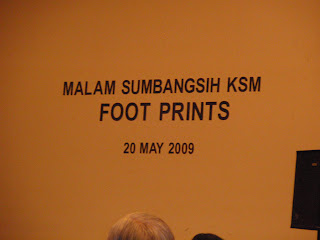 MALAM SUMBANGSIH KSM
FOOT PRINTS
20 MAY 2009